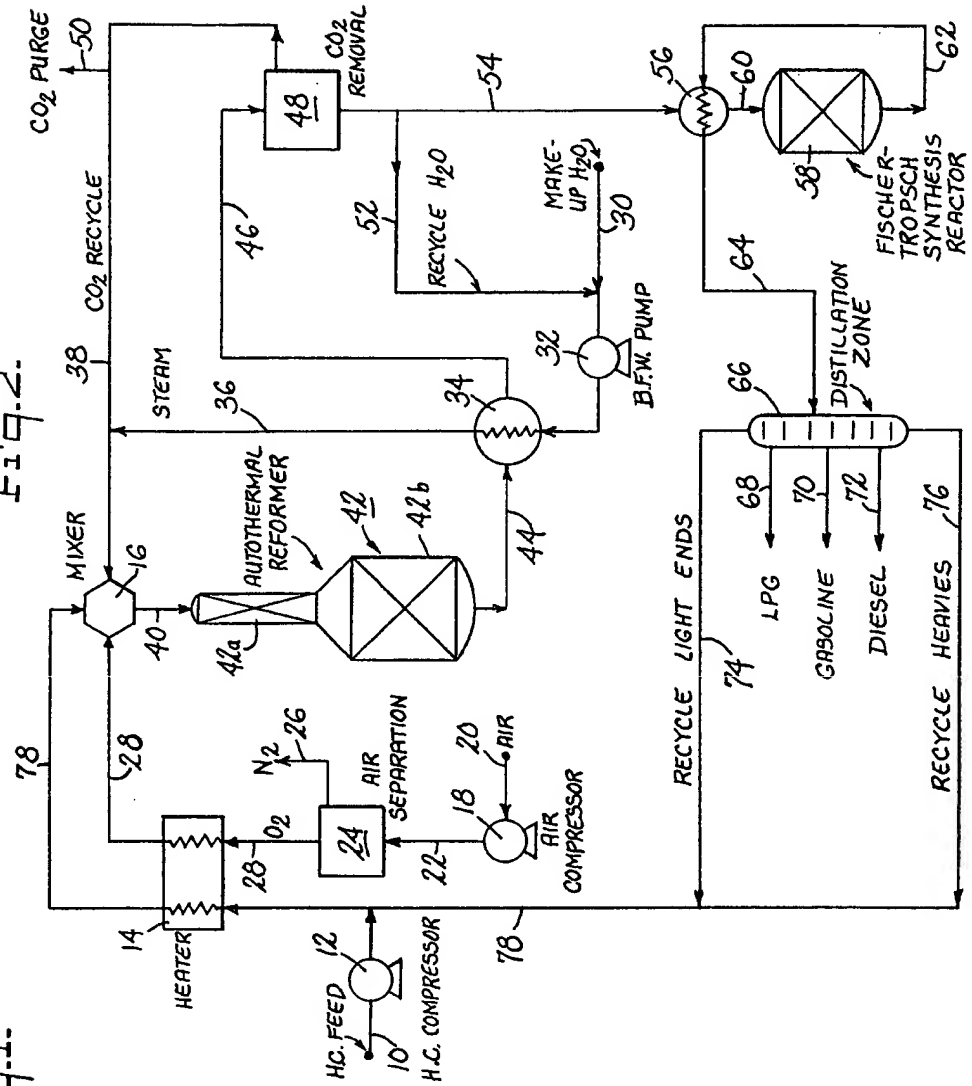 Fig.2.
g.1.
CO2 PURGE
50
CO2 RECYCLE
38
48
CO2
REMOVAL
54
46
52
RECYCLE H2O
MAKE-
UP H2O
30
32
B.F.W. PUMP
STEAM
36
34
44
56
60
62
58
FISCHER-
TROPSCH
SYNTHESIS
REACTOR
64
66
DISTILLATION
ZONE
68
LPG
70
GASOLINE
72
DIESEL
74
RECYCLE LIGHT ENDS
76
RECYCLE HEAVIES
MIXER
16
40
AUTOTHERMAL
REFORMER
42
42a
42b
78
28
N2
26
AIR
SEPARATION
24
28
O2
22
18
20
AIR
AIR
COMPRESSOR
14
HEATER
H.C. FEED
12
10
H.C. COMPRESSOR
78